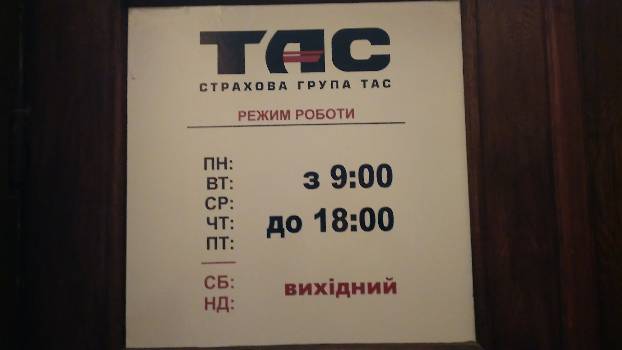 ТАС
СТРАХОВА ГРУПА ТАС
РЕЖИМ РОБОТИ
ПН:
ВТ: з 9:00
СР:
ЧТ: до 18:00
ПТ:
СБ: вихідний
НД: